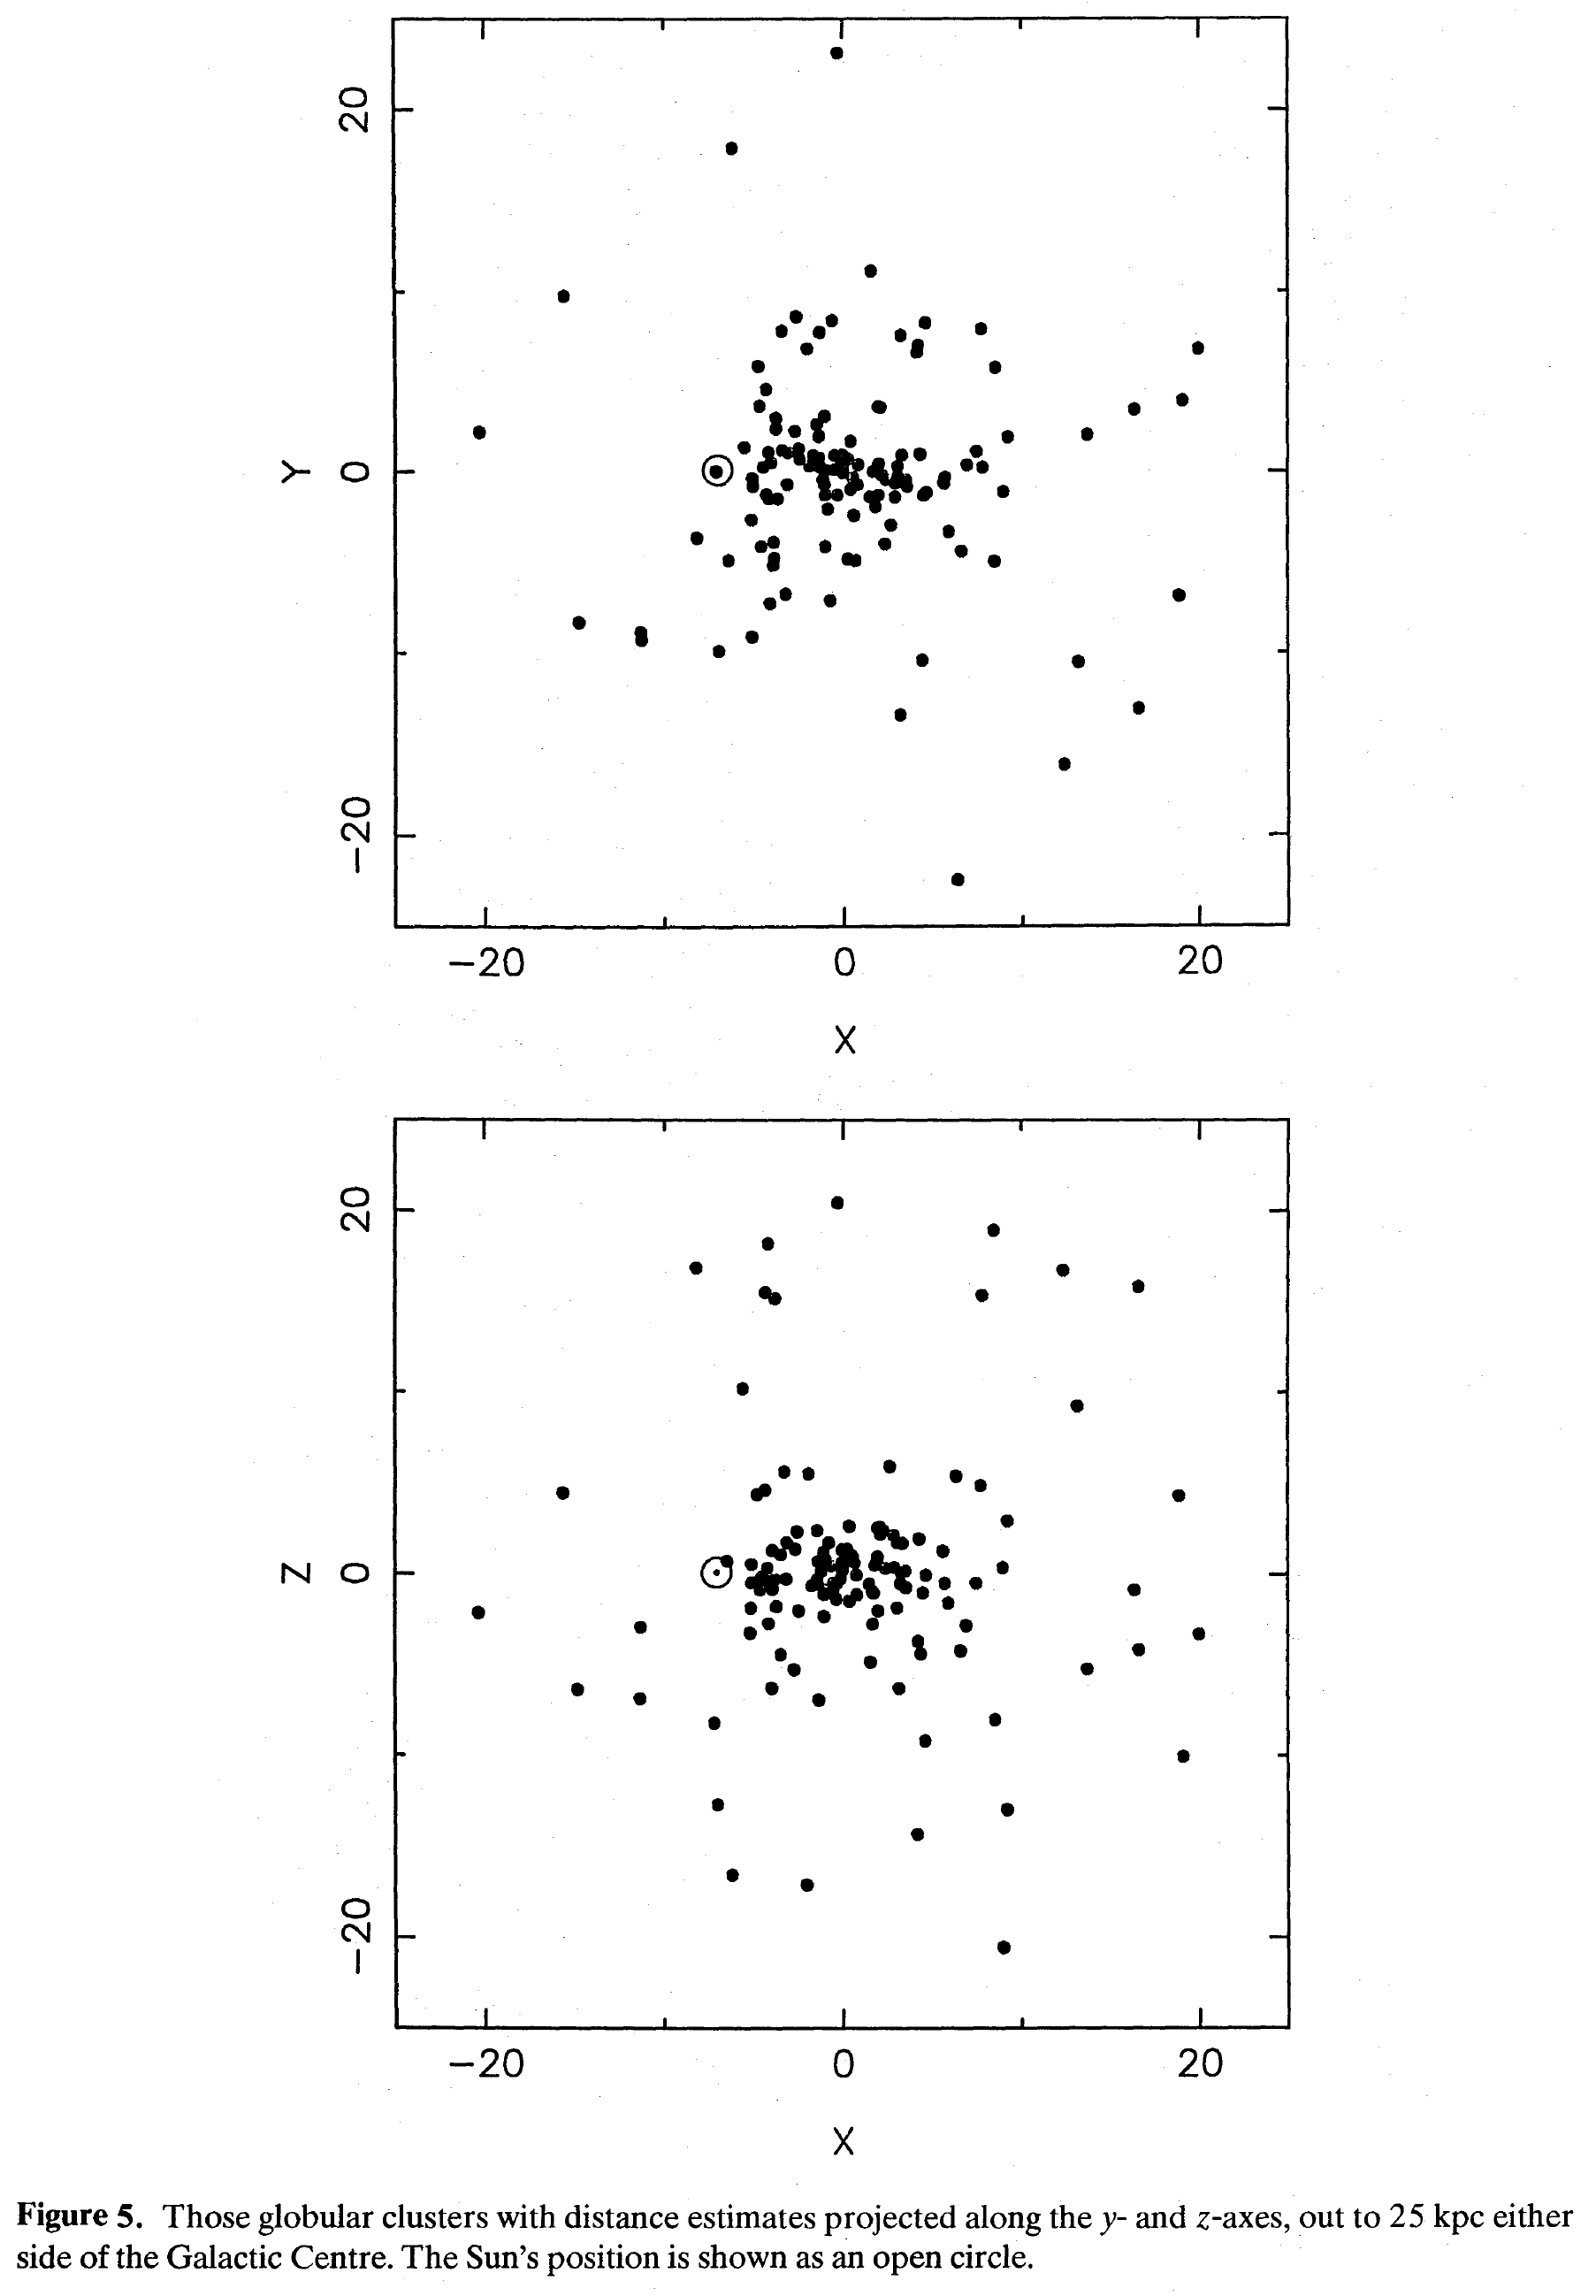 20
0
−20
Y
−20 0 20
X
20
0
−20
Z
−20 0 20
X
Figure 5. Those globular clusters with distance estimates projected along the y- and z-axes, out to 25 kpc either
side of the Galactic Centre. The Sun's position is shown as an open circle.